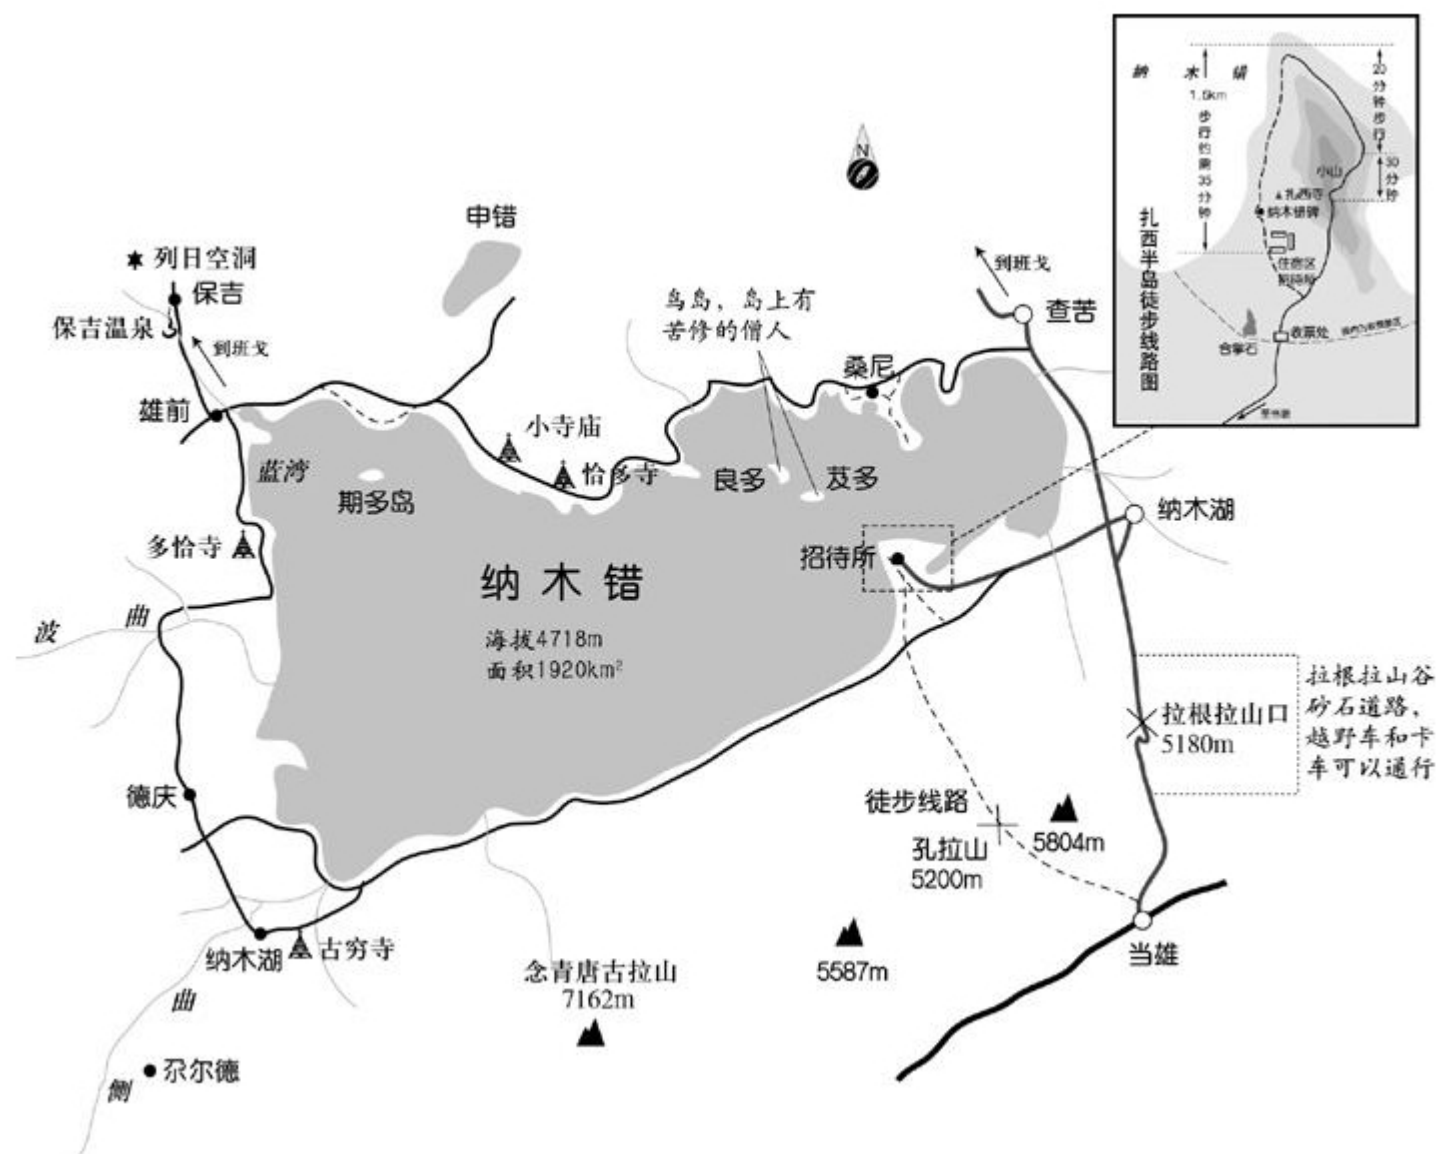 纳木错
1.6km
步行约需35分钟
20分钟步行
30分钟
小山
扎西寺
纳木错碑
住宿区
招待所
收票处
合掌石
扎西半岛徒步线路图
N
申错
列日空洞
保吉
保吉温泉
到班戈
雄前
鸟岛，岛上有
苦修的僧人
到班戈
查苦
桑尼
小寺庙
恰多寺
蓝湾
期多岛
良多
芨多
多恰寺
纳木湖
招待所
纳木错
海拔4718m
面积1920km²
波曲
拉根拉山口
5180m
拉根拉山谷
砂石道路，
越野车和卡
车可以通行
德庆
徒步线路
孔拉山
5200m
5804m
纳木湖
古穷寺
念青唐古拉山
7162m
5587m
当雄
侧曲
尕尔德